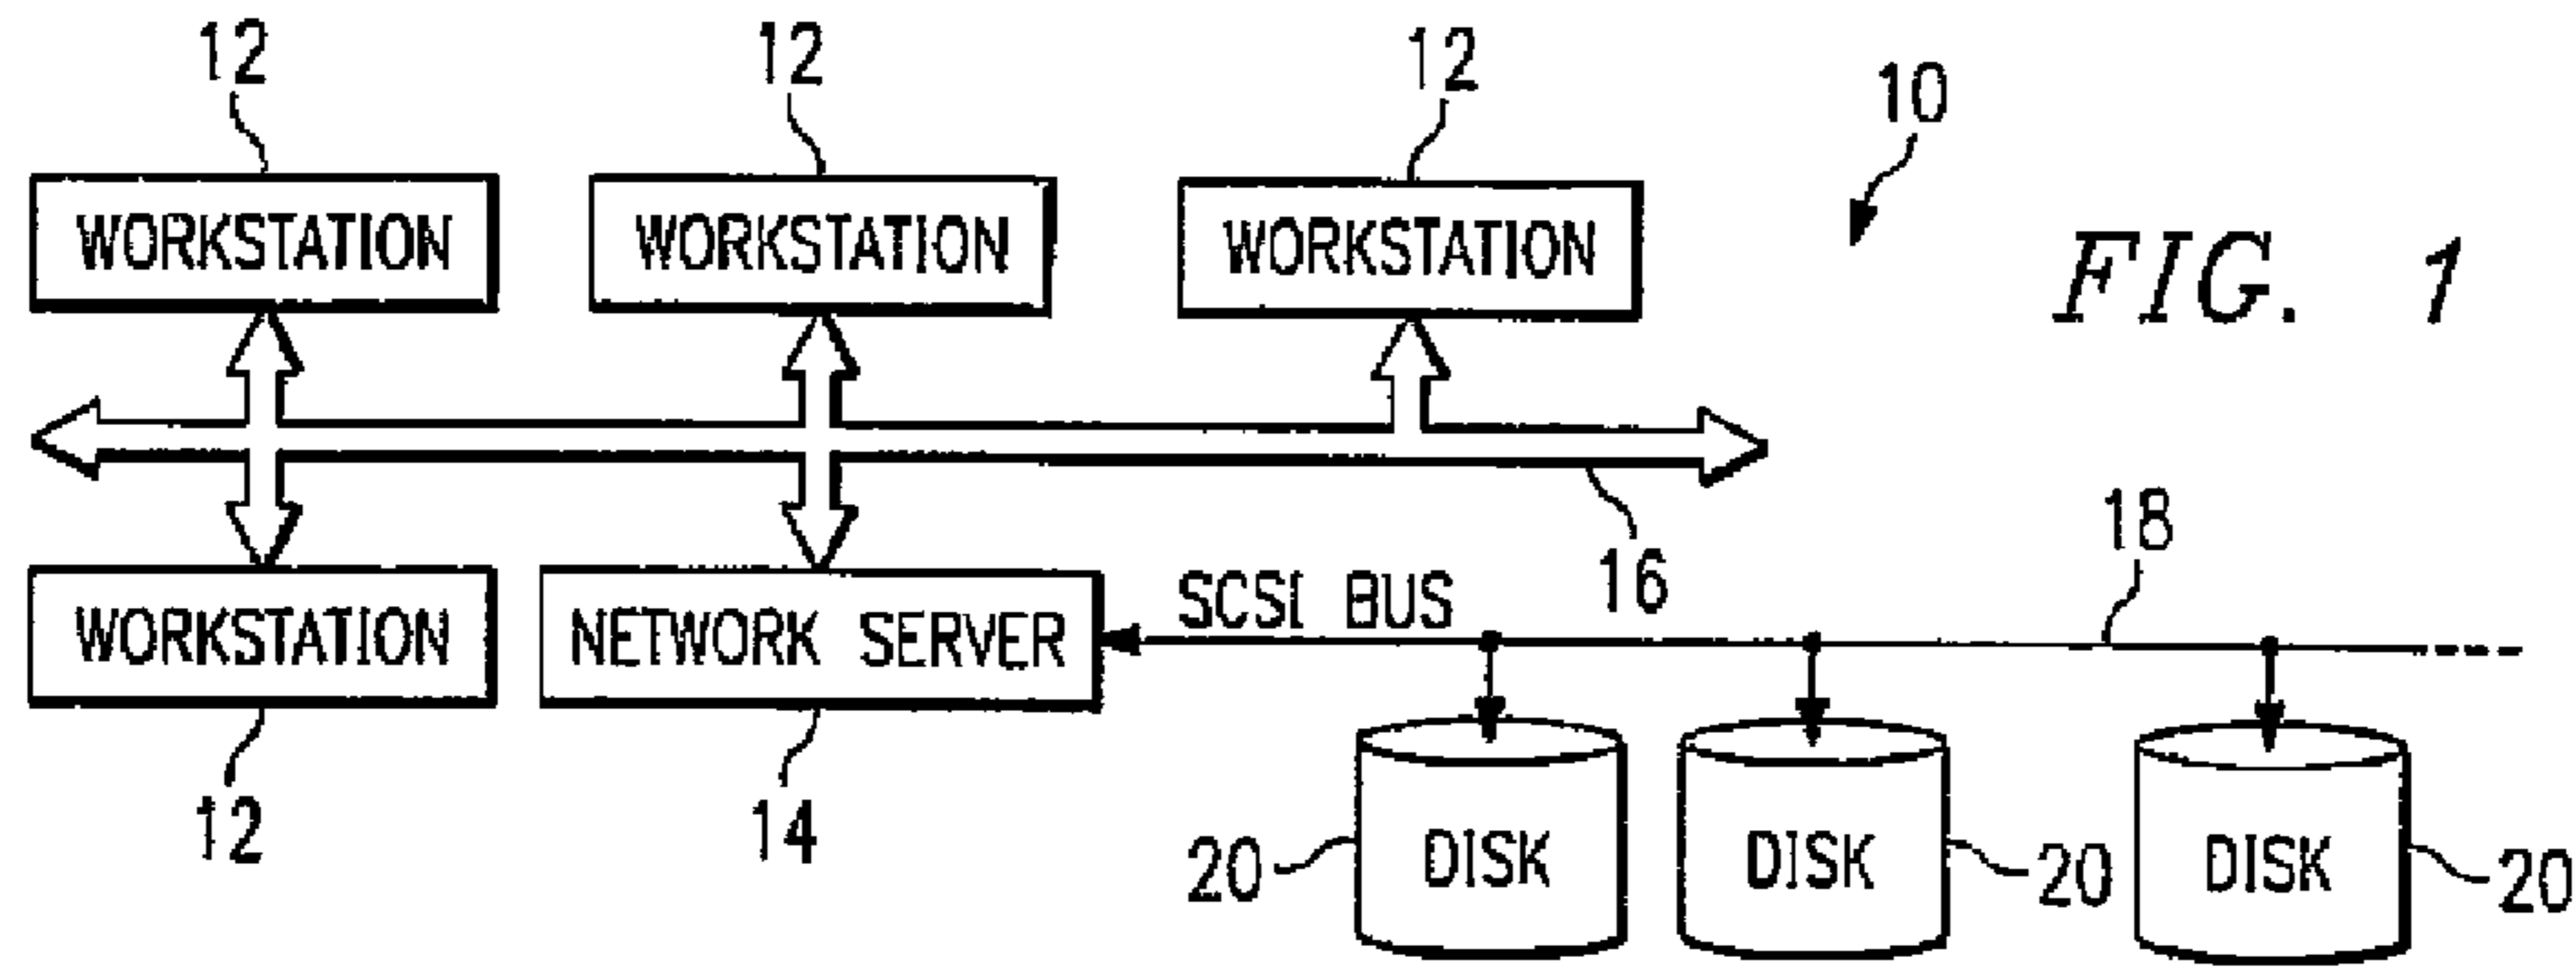 12 12 12 10
WORKSTATION WORKSTATION WORKSTATION
FIG. 1
16 18
SCSI BUS
WORKSTATION NETWORK SERVER
12 14
20 DISK DISK 20 DISK 20